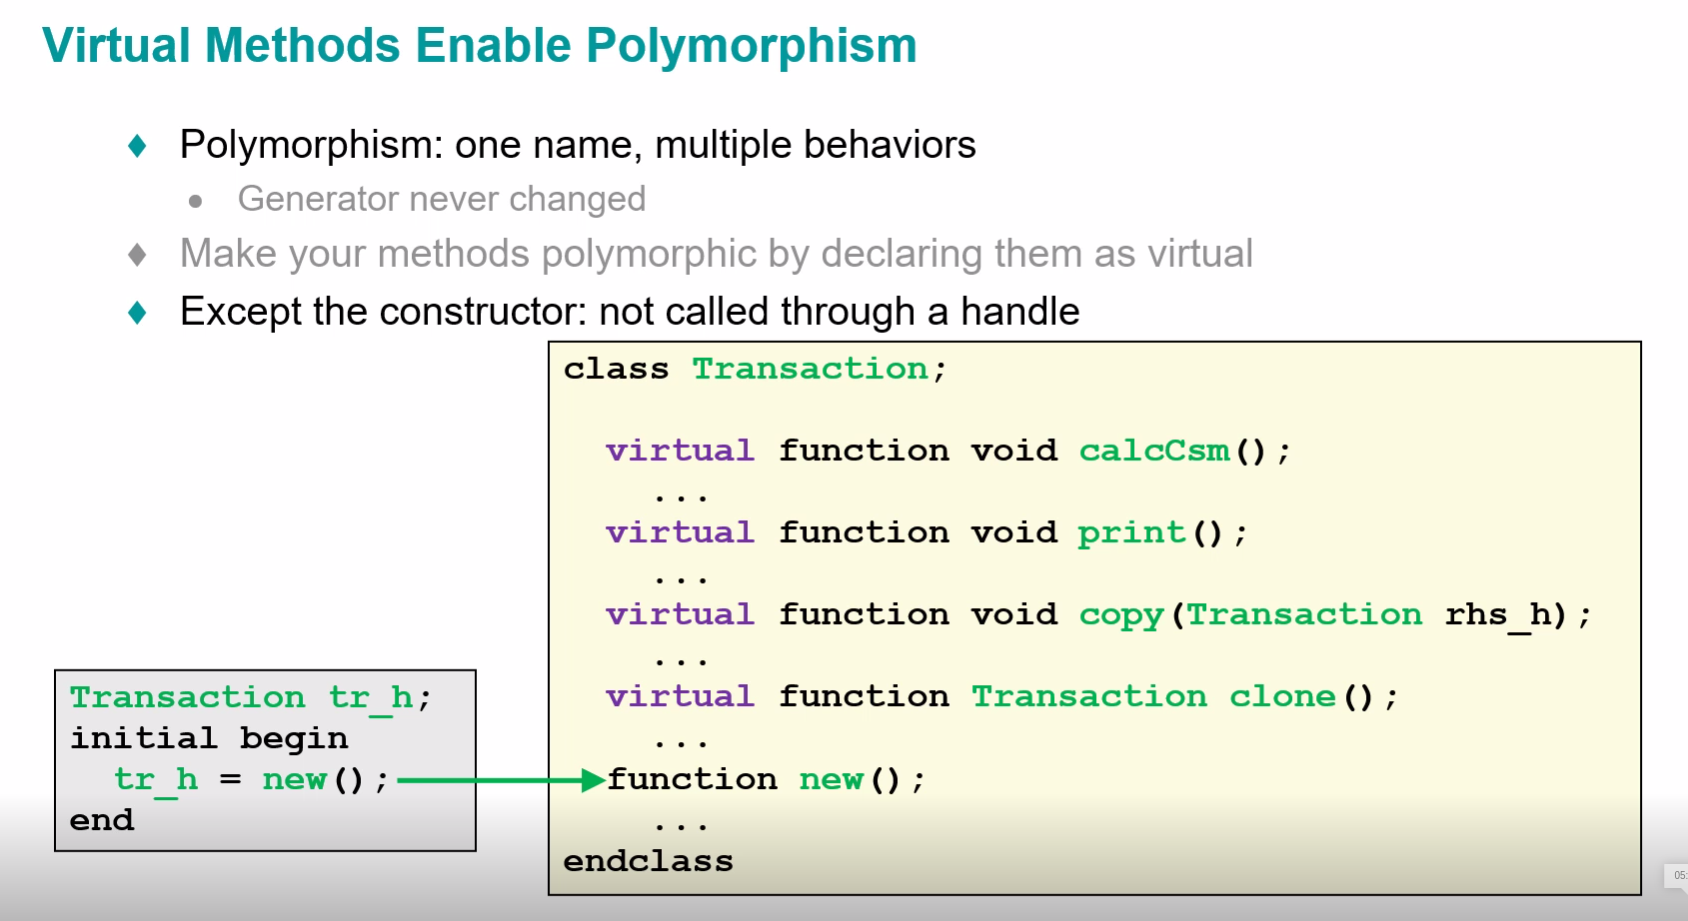 Virtual Methods Enable Polymorphism
Polymorphism: one name, multiple behaviors
Generator never changed
Make your methods polymorphic by declaring them as virtual
Except the constructor: not called through a handle
class Transaction;
virtual function void calcCsm();
...
virtual function void print();
...
virtual function void copy(Transaction rhs_h);
...
virtual function Transaction clone();
...
function new();
...
endclass
Transaction tr_h;
initial begin
tr_h = new();
end
05: